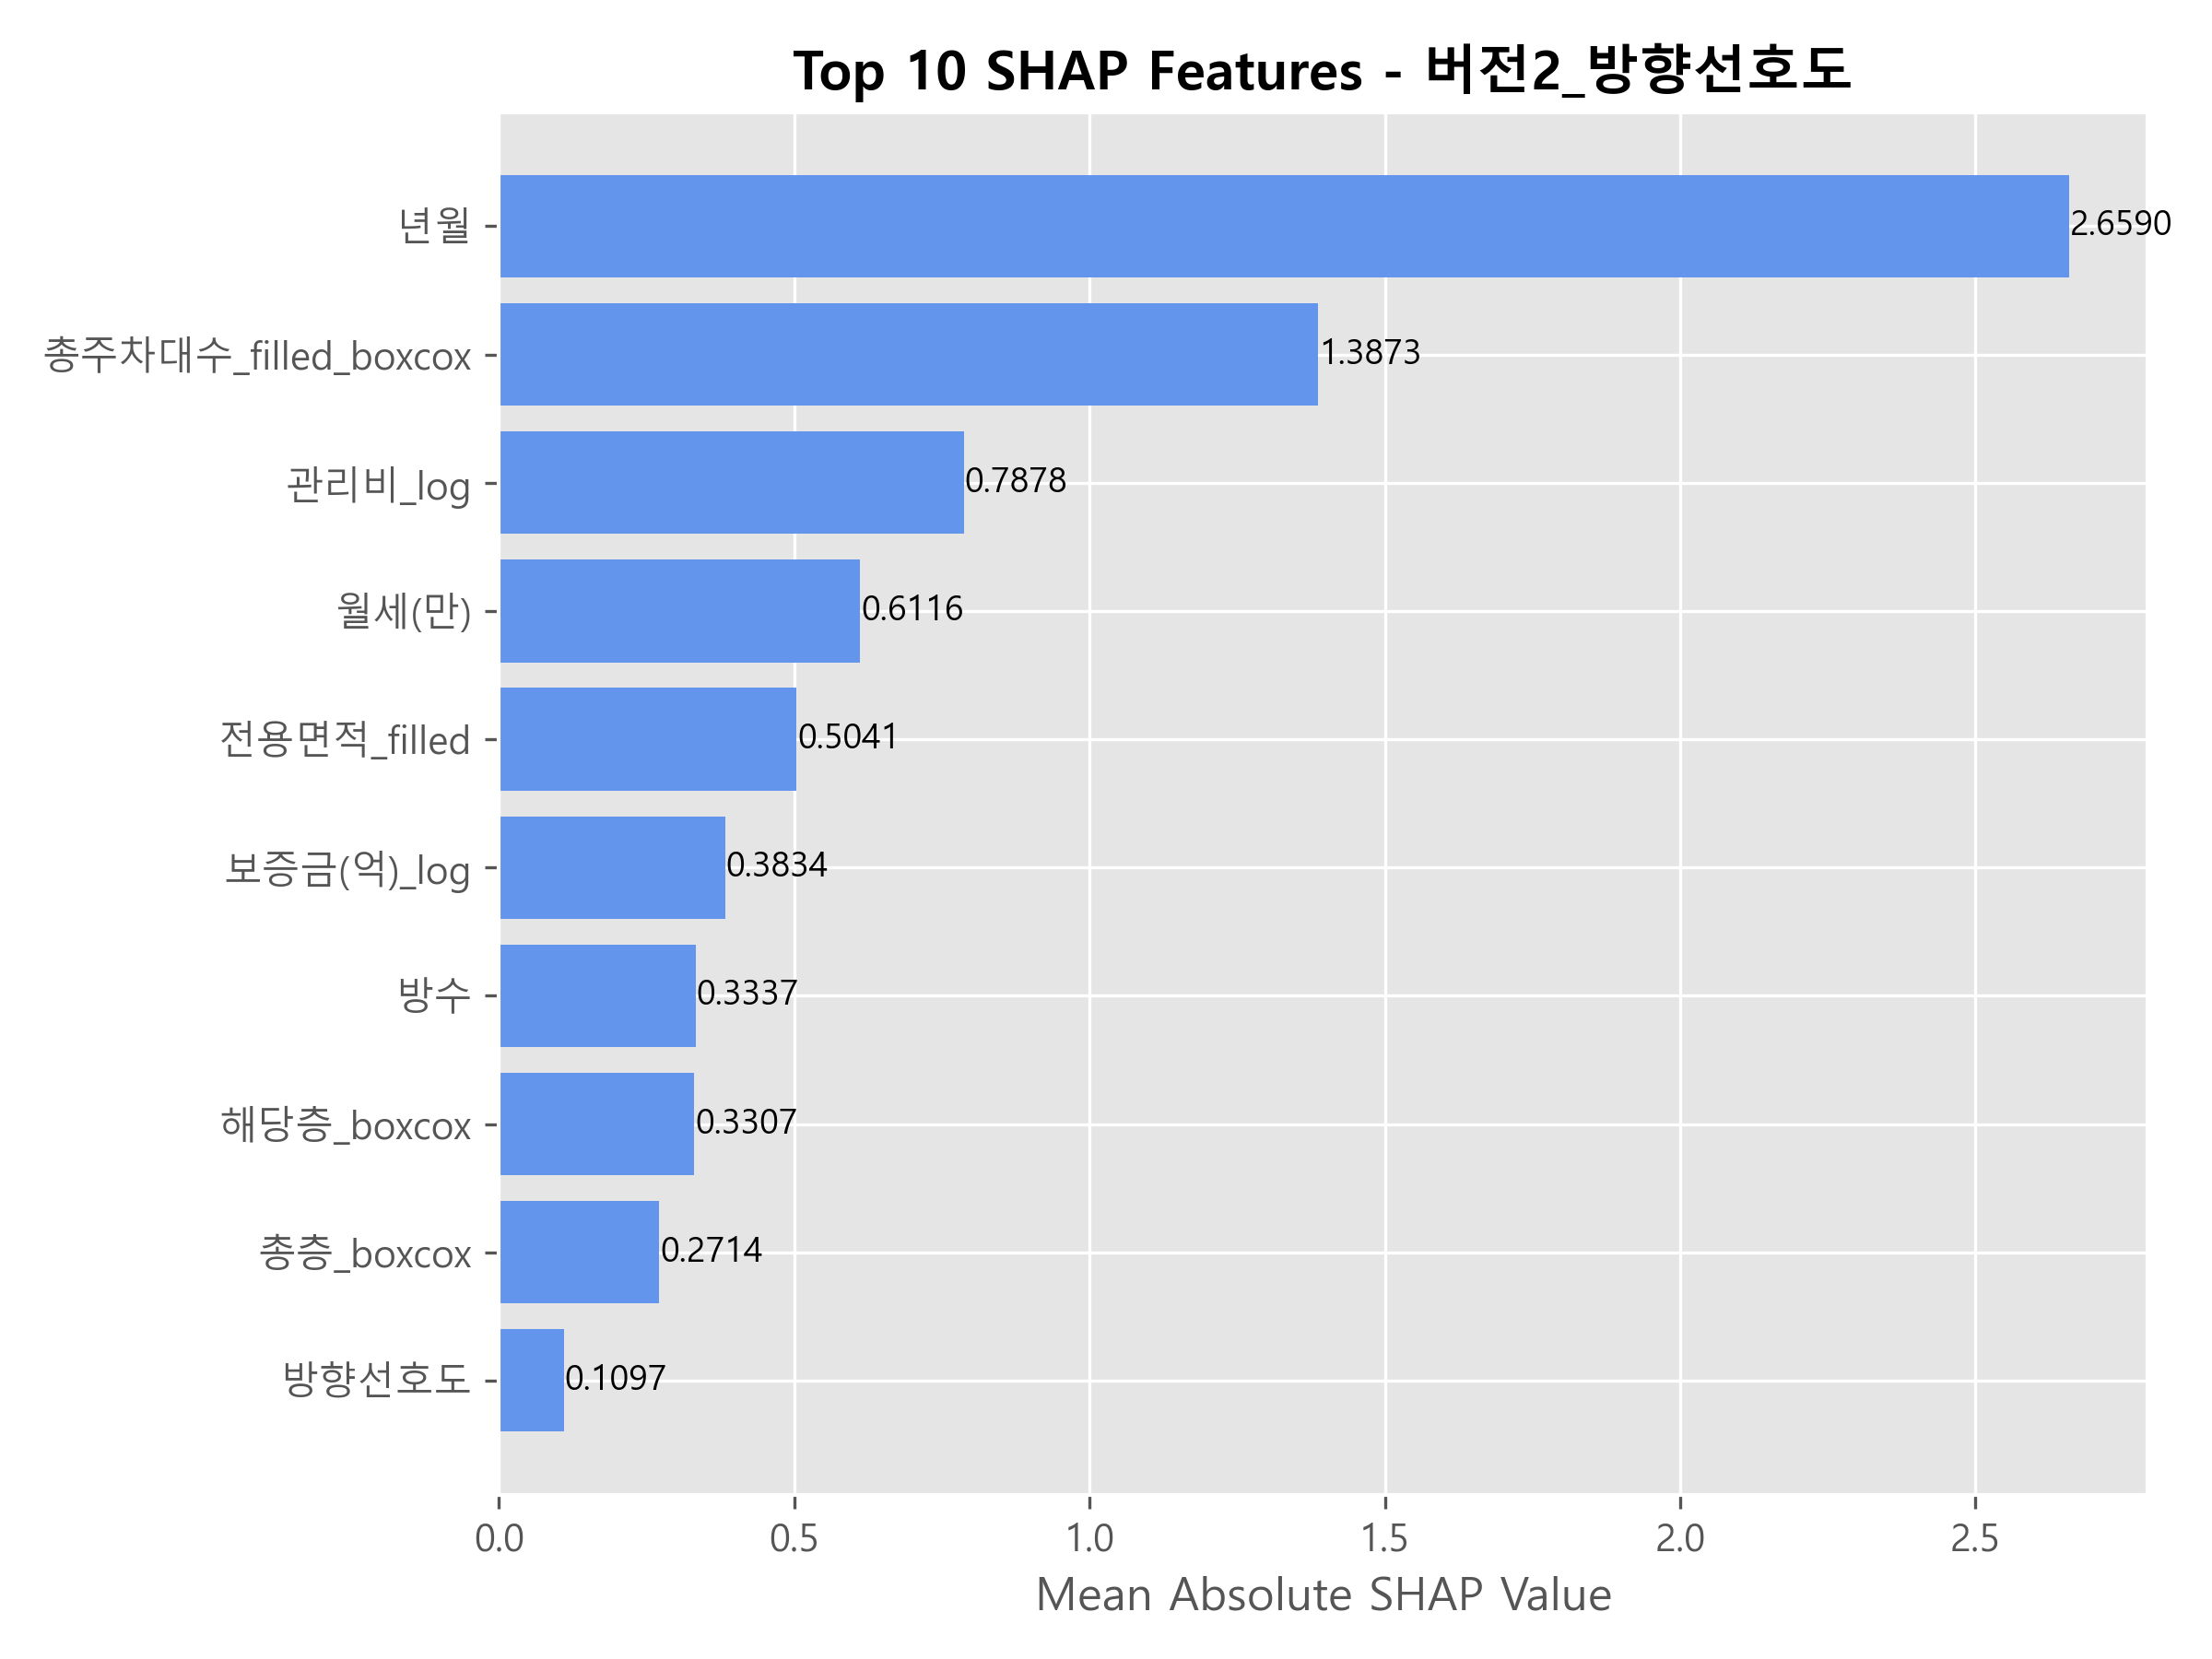 Top 10 SHAP Features - 버전2_방향선호도
년월
2.6590
총주차대수_filled_boxcox
1.3873
관리비_log
0.7878
월세(만)
0.6116
전용면적_filled
0.5041
보증금(억)_log
0.3834
방수
0.3337
해당층_boxcox
0.3307
총층_boxcox
0.2714
방향선호도
0.1097
0.0 0.5 1.0 1.5 2.0 2.5
Mean Absolute SHAP Value